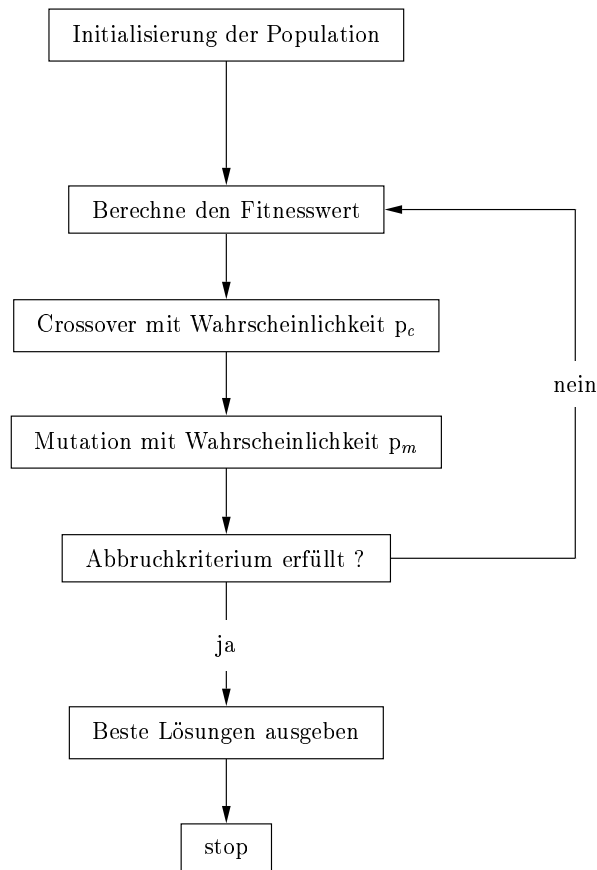 Initialisierung der Population
Berechne den Fitnesswert
Crossover mit Wahrscheinlichkeit p_c
nein
Mutation mit Wahrscheinlichkeit p_m
Abbruchkriterium erfüllt ?
ja
Beste Lösungen ausgeben
stop